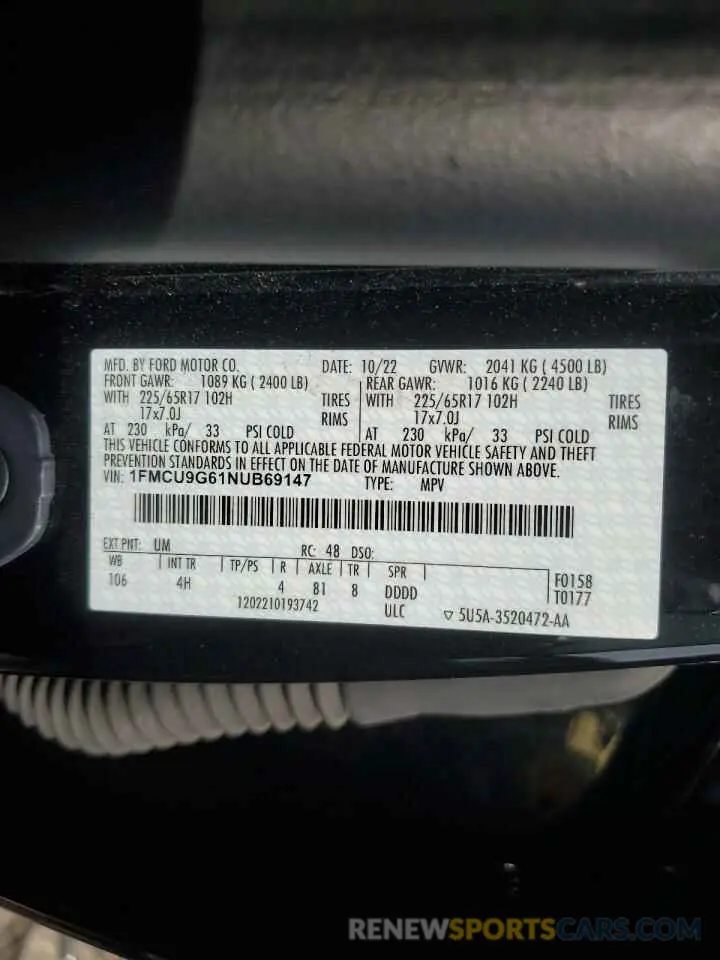 MFD. BY FORD MOTOR CO. DATE: 10/22 GVWR: 2041 KG ( 4500 LB)
FRONT GAWR: 1089 KG ( 2400 LB) REAR GAWR: 1016 KG ( 2240 LB)
WITH 225/65R17 102H TIRES WITH 225/65R17 102H TIRES
17x7.0J RIMS 17x7.0J RIMS
AT 230 kPa/ 33 PSI COLD AT 230 kPa/ 33 PSI COLD
THIS VEHICLE CONFORMS TO ALL APPLICABLE FEDERAL MOTOR VEHICLE SAFETY AND THEFT
PREVENTION STANDARDS IN EFFECT ON THE DATE OF MANUFACTURE SHOWN ABOVE.
VIN: 1FMCU9G61NUB69147 TYPE: MPV
EXT PNT: UM RC: 48 DSO:
WB INT TR TP/PS R AXLE TR SPR
106 4H 4 81 8 DDDD
F0158
T0177
1202210193742 ULC ▽ 5U5A-3520472-AA
RENEWSPORTSCARS.COM